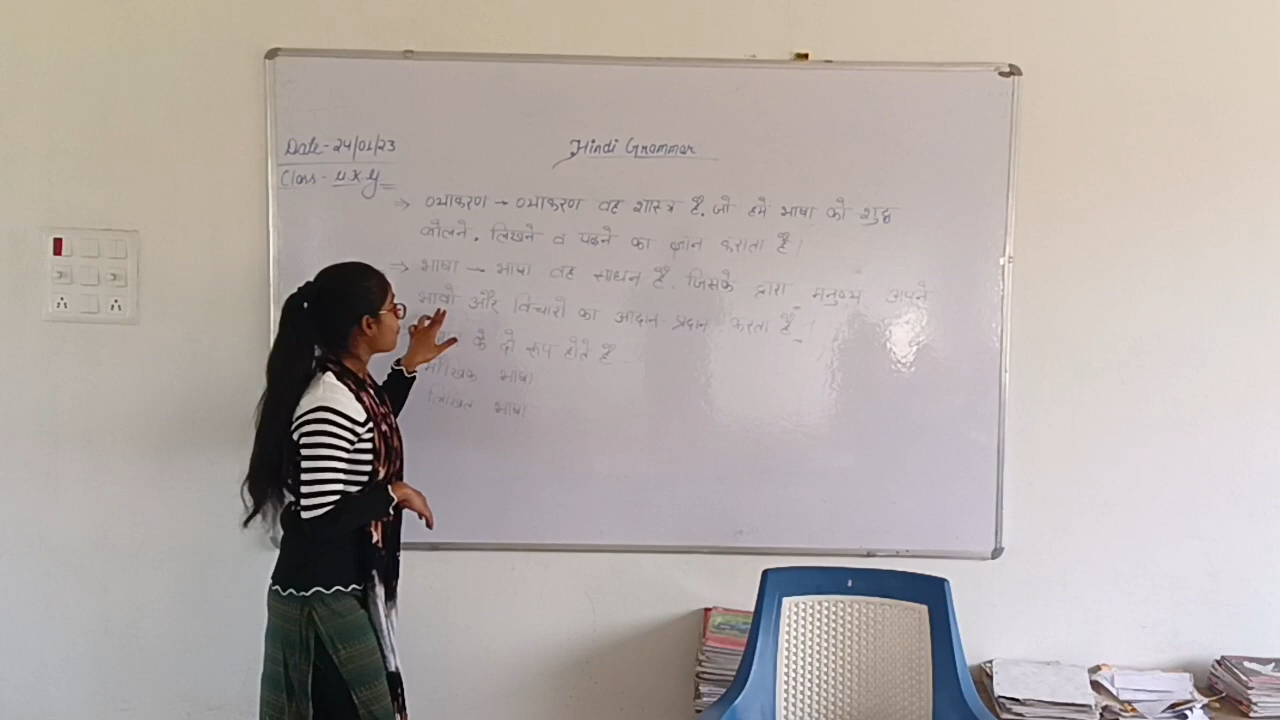 Date- 24/01/23
Hindi Grammar
Class- UKG
⇒ व्याकरण → व्याकरण वह शास्त्र है, जो हमें भाषा को शुद्ध
बोलने, लिखने व पढ़ने का ज्ञान कराता है।
⇒ भाषा → भाषा वह साधन है, जिसके द्वारा मनुष्य अपने
भावो और विचारो का आदान-प्रदान करता है।
के दो रूप होते है
मौखिक भाषा
लिखित भाषा